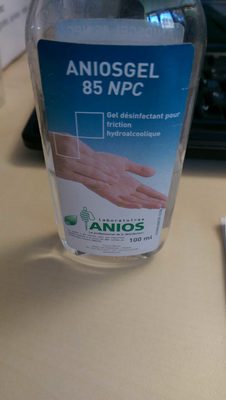 ANIOSGEL
85 NPC
Gel désinfectant pour
friction
hydroalcoolique
Laboratoires
ANIOS
100 ml